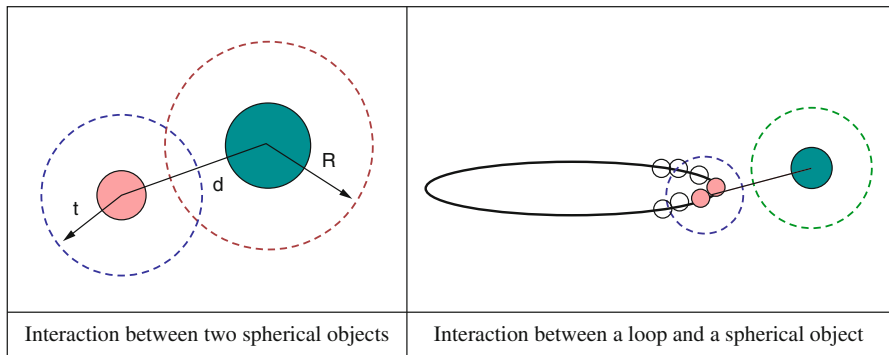 R
d
t
Interaction between two spherical objects
Interaction between a loop and a spherical object